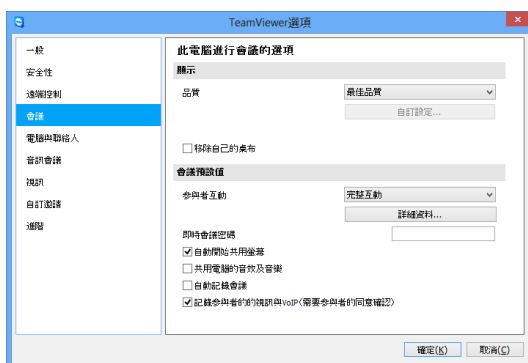 TeamViewer選項
一般
安全性
遠端控制
會議
電腦與聯絡人
音訊會議
視訊
自訂邀請
進階
此電腦進行會議的選項
顯示
品質
最佳品質
自訂設定...
移除自己的桌布
會議預設值
參與者互動
完整互動
詳細資料...
即時會議密碼
自動開始共用螢幕
共用電腦的音效及音樂
自動記錄會議
記錄參與者的的視訊與VoIP(需要參與者的同意確認)
確定(K)
取消(C)